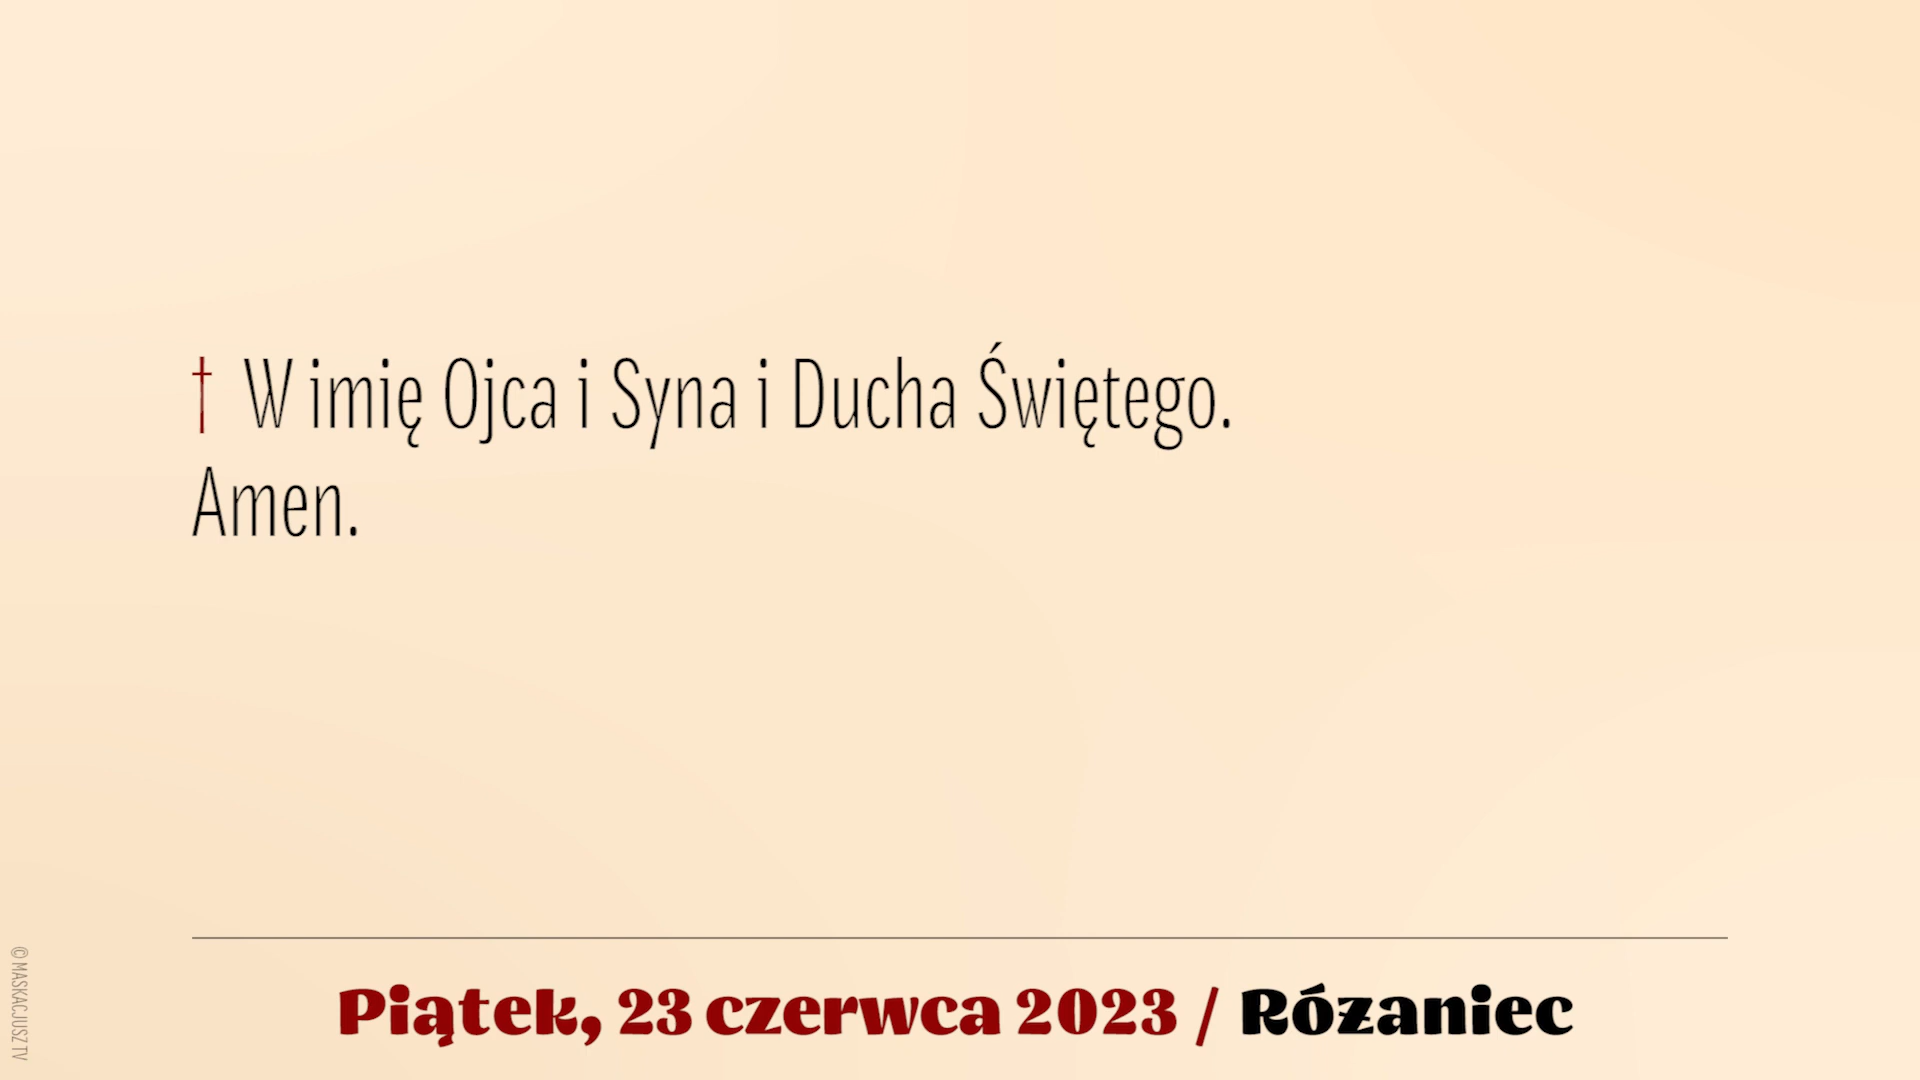 † W imię Ojca i Syna i Ducha Świętego.
Amen.
Piątek, 23 czerwca 2023 / Różaniec
© MASKACJUSZ TV